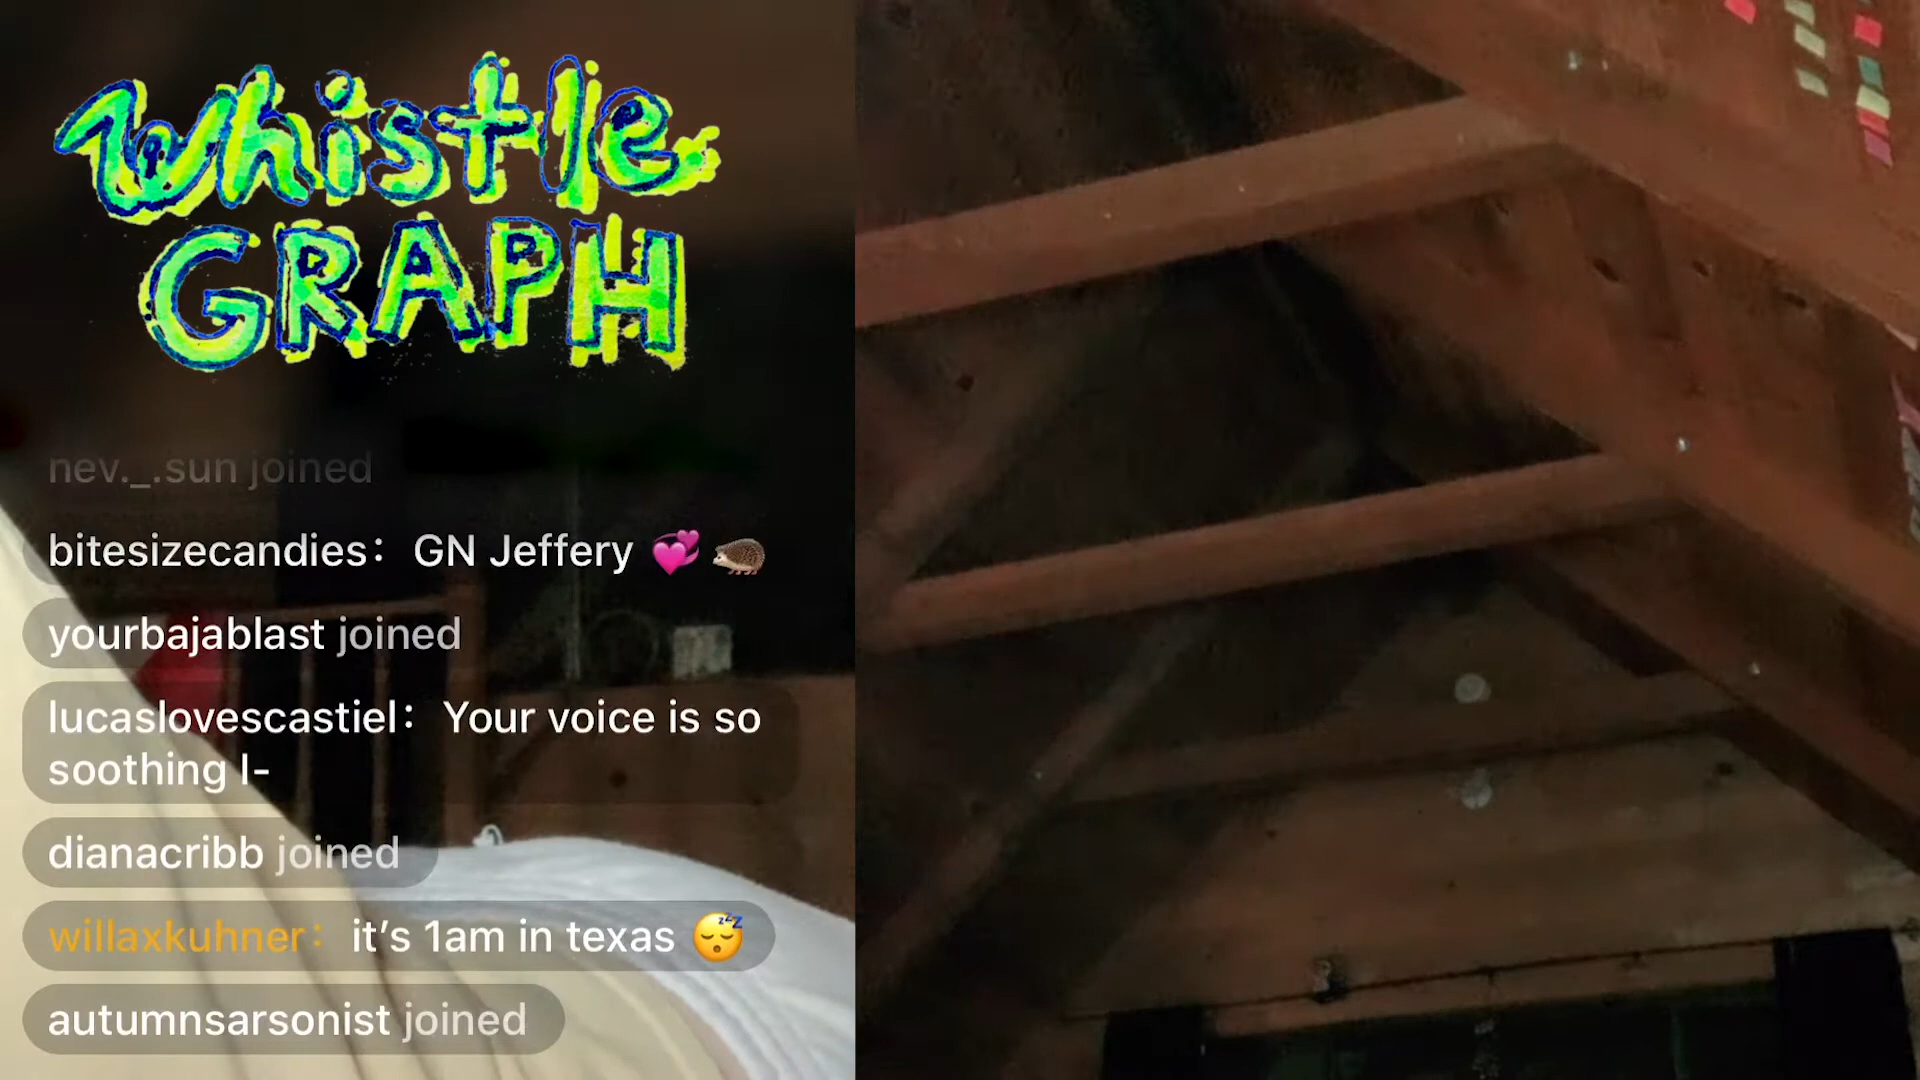 Whistle
GRAPH
nev._.sun joined
bitesizecandies: GN Jeffery 💞 🦔
yourbajablast joined
lucaslovescastiel: Your voice is so
soothing I-
dianacribb joined
willaxkuhner: it’s 1am in texas 😴
autumnsarsonist joined